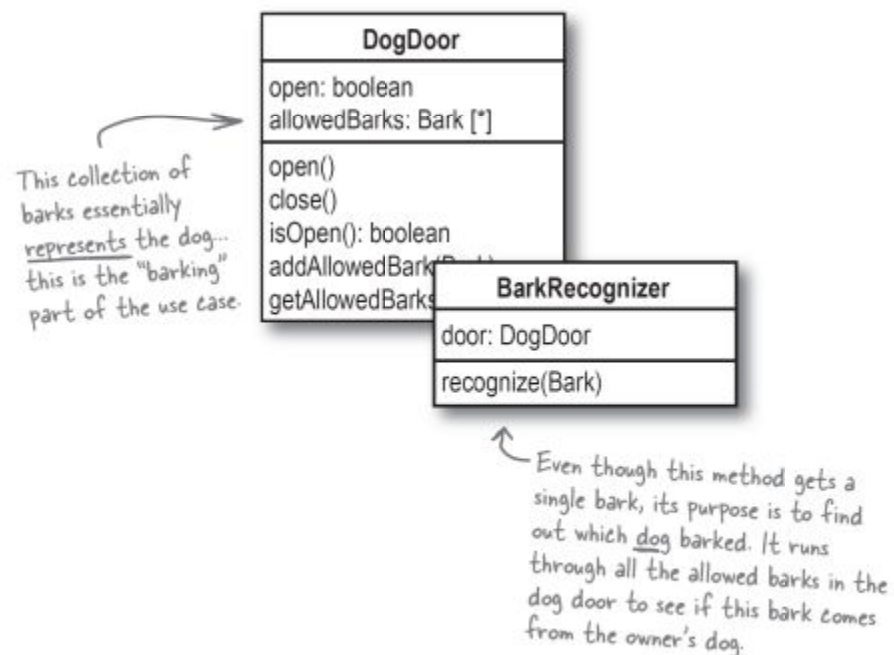 DogDoor
open: boolean
allowedBarks: Bark [*]
open()
close()
isOpen(): boolean
addAllowedBark(
getAllowedBarks
This collection of
barks essentially
represents the dog...
this is the "barking"
part of the use case.
BarkRecognizer
door: DogDoor
recognize(Bark)
Even though this method gets a
single bark, its purpose is to find
out which dog barked. It runs
through all the allowed barks in the
dog door to see if this bark comes
from the owner's dog.